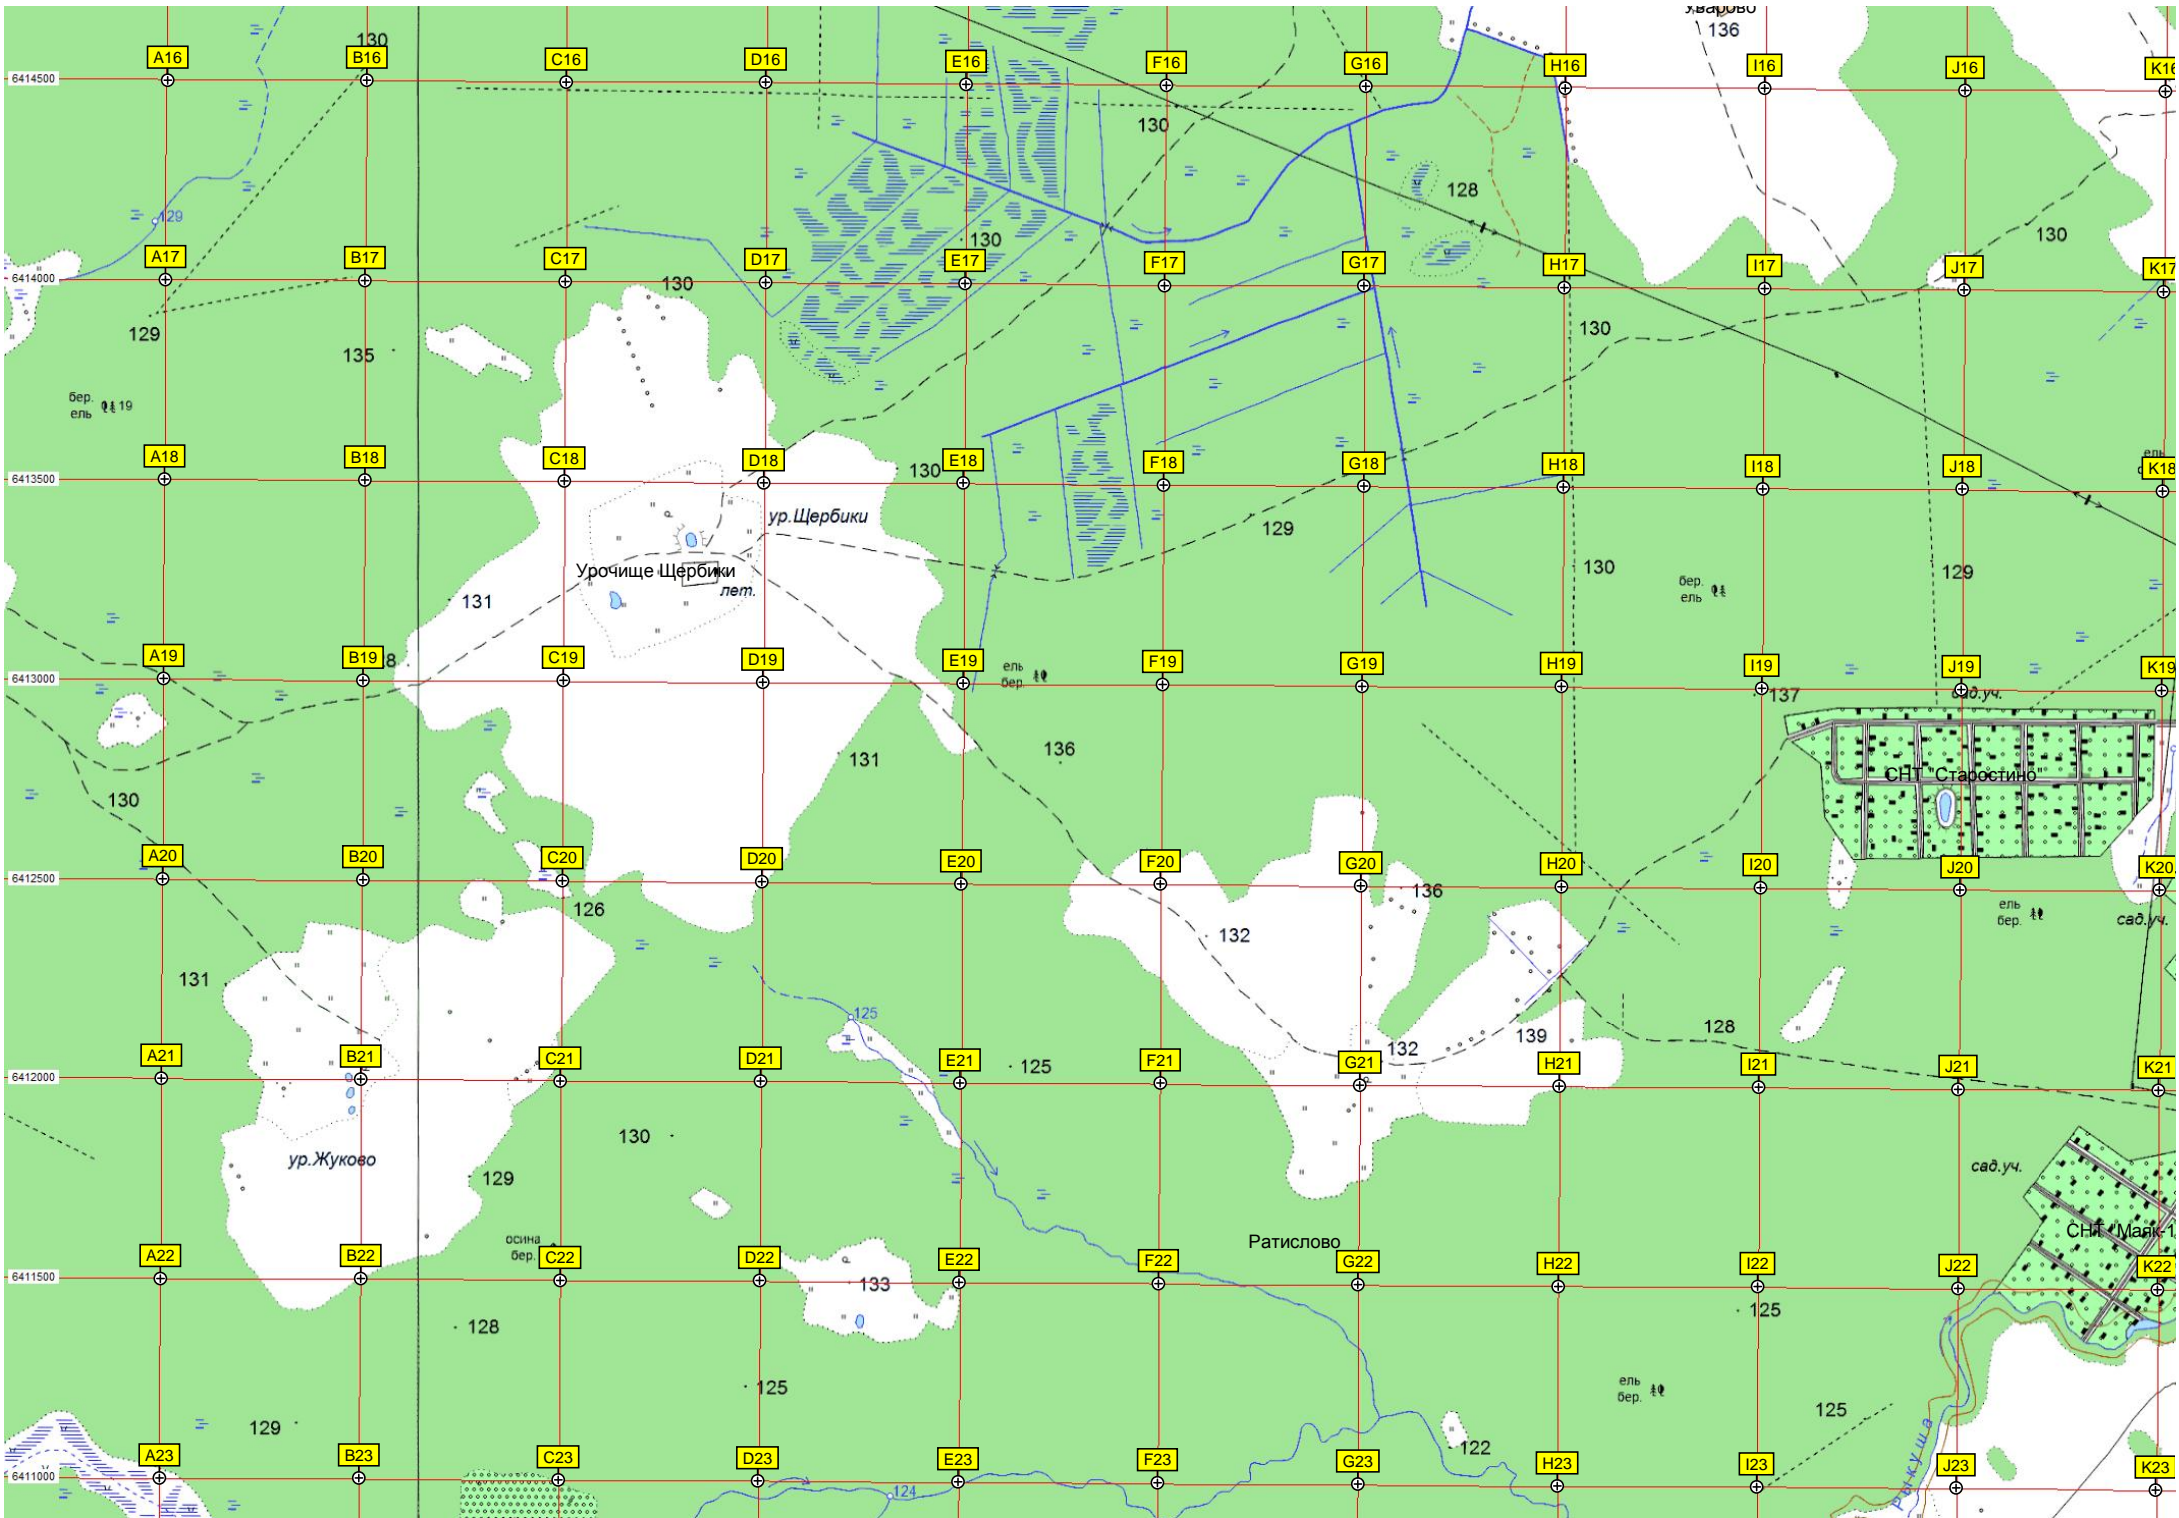 Уварово
136
130
A16 B16 C16 D16 E16 F16 G16 H16 I16 J16 K16
6414500
130
128
129
130
130
A17 B17 C17 D17 E17 F17 G17 H17 I17 J17 K17
6414000
130
129
135
130
бер.
ель 19
A18 B18 C18 D18 E18 F18 G18 H18 I18 J18 K18
6413500
130
ель
ур.Щербики
129
Урочище Щербики
лет.
131
130
129
бер.
ель
A19 B19 C19 D19 E19 F19 G19 H19 I19 J19 K19
6413000
8
ель
бер.
137
сад.уч.
136
131
130
СНТ "Старостино"
A20 B20 C20 D20 E20 F20 G20 H20 I20 J20 K20
6412500
126
136
ель
бер.
сад.уч.
132
131
125
128
139
132
A21 B21 C21 D21 E21 F21 G21 H21 I21 J21 K21
6412000
125
130
ур.Жуково
129
сад.уч.
осина
бер.
Ратислово
СНТ "Маяк-1
A22 B22 C22 D22 E22 F22 G22 H22 I22 J22 K22
6411500
133
125
128
125
ель
бер.
125
129
122
Рыкуша
A23 B23 C23 D23 E23 F23 G23 H23 I23 J23 K23
6411000
124